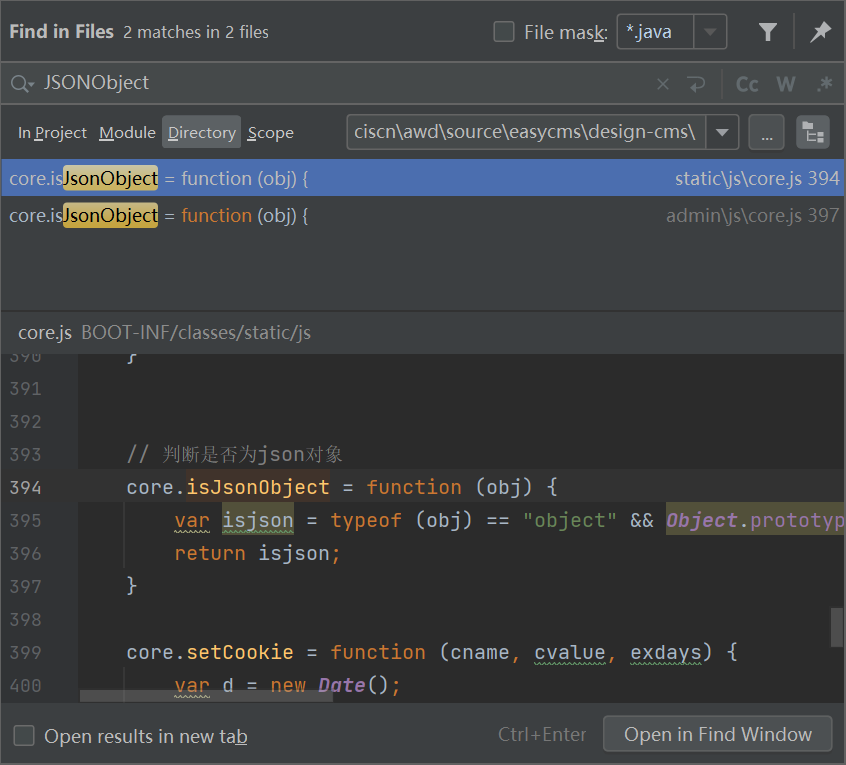 Find in Files 2 matches in 2 files File mask: *.java
JSONObject Cc W .*
In Project Module Directory Scope ciscn\awd\source\easycms\design-cms\ ...
core.isJsonObject = function (obj) { static\js\core.js 394
core.isJsonObject = function (obj) { admin\js\core.js 397
core.js BOOT-INF/classes/static/js
390 }
391
392
393 // 判断是否为json对象
394 core.isJsonObject = function (obj) {
395 var isjson = typeof (obj) == "object" && Object.prototyp
396 return isjson;
397 }
398
399 core.setCookie = function (cname, cvalue, exdays) {
400 var d = new Date();
Open results in new tab Ctrl+Enter Open in Find Window